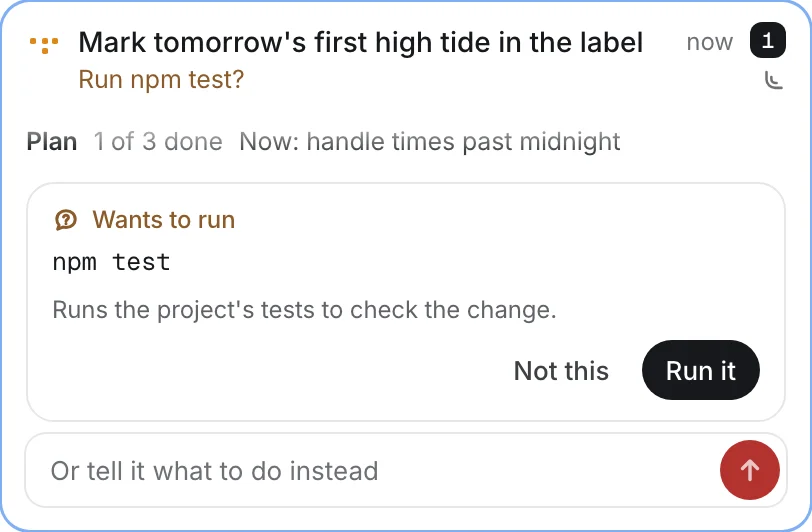 Mark tomorrow's first high tide in the label now 1
Run npm test?
Plan 1 of 3 done Now: handle times past midnight
Wants to run
npm test
Runs the project's tests to check the change.
Not this Run it
Or tell it what to do instead